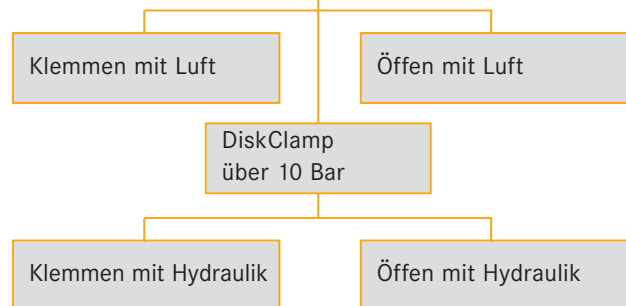 Klemmen mit Luft
Öffen mit Luft
DiskClamp
über 10 Bar
Klemmen mit Hydraulik
Öffen mit Hydraulik